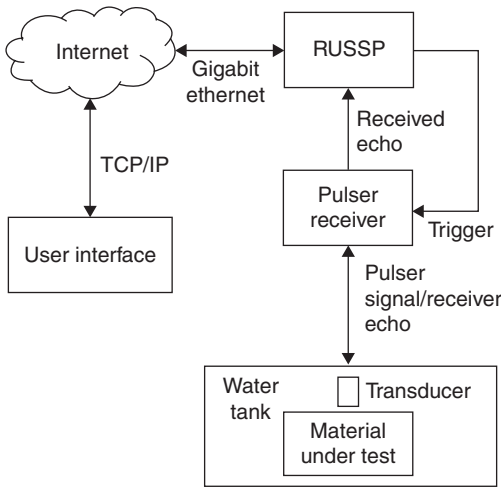 Internet
Gigabit
ethernet
RUSSP
Received
echo
TCP/IP
Pulser
receiver
Trigger
User interface
Pulser
signal/receiver
echo
Water
tank
Transducer
Material
under test